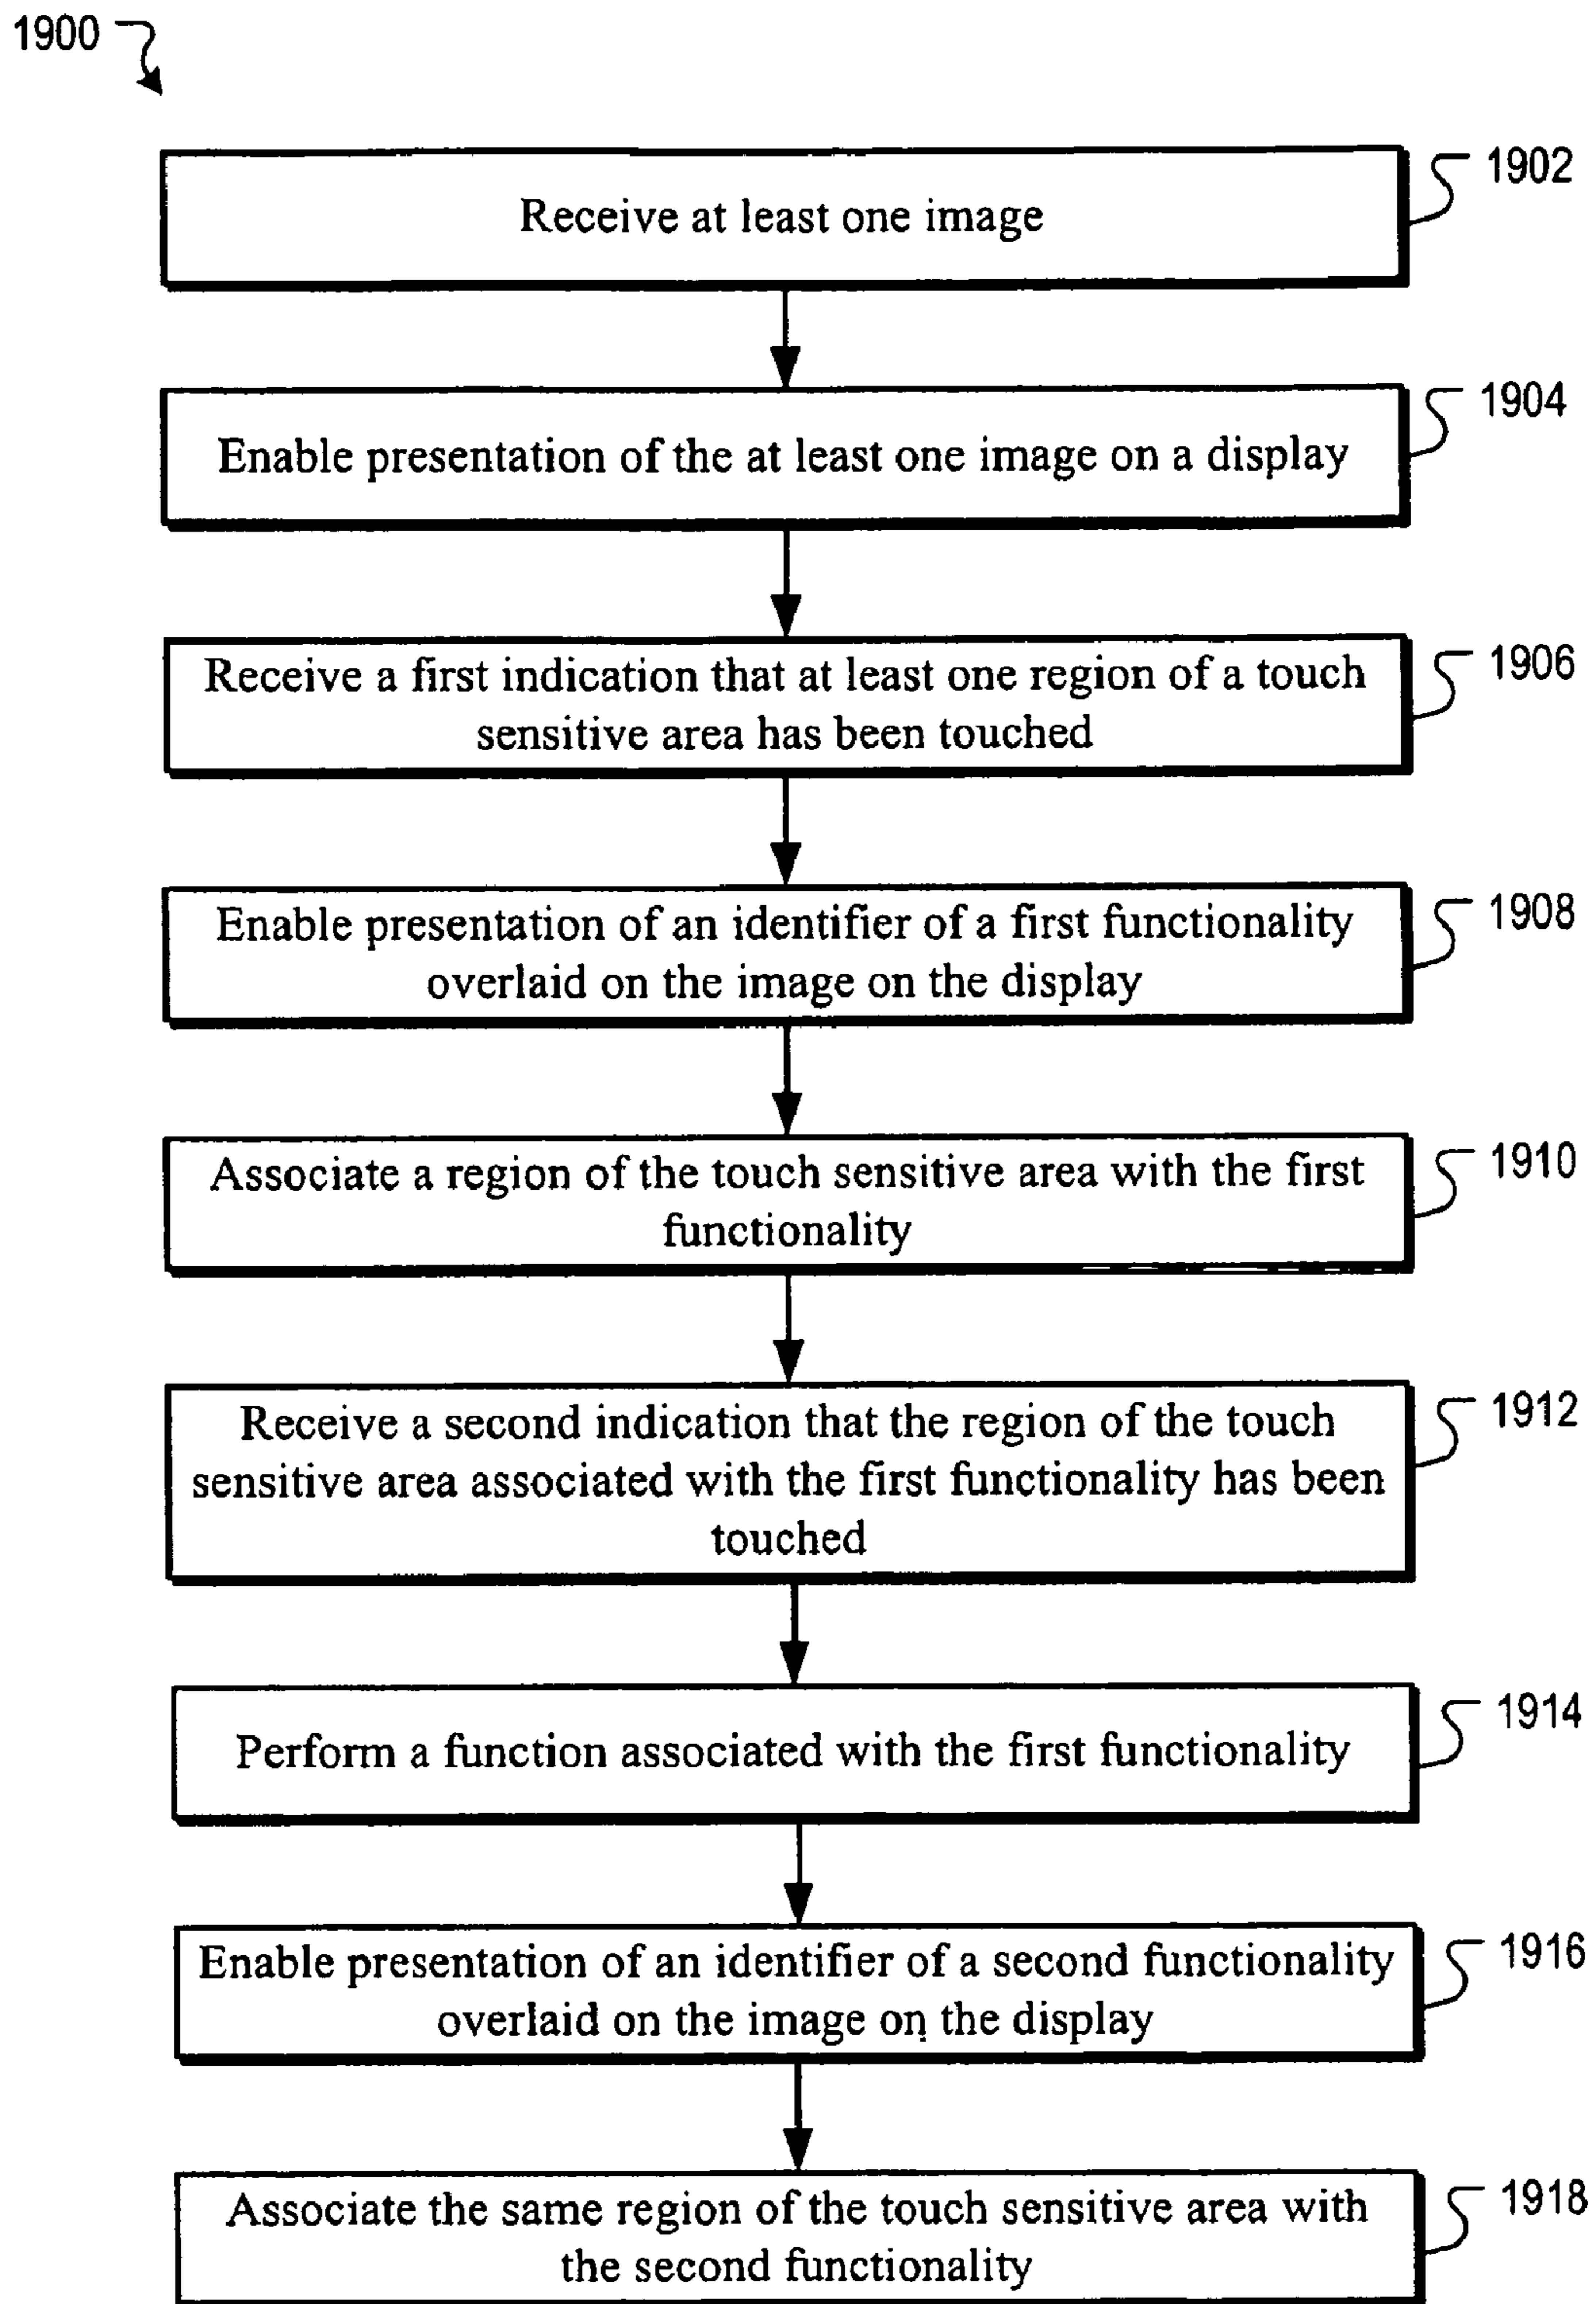 1900
Receive at least one image
1902
Enable presentation of the at least one image on a display
1904
Receive a first indication that at least one region of a touch
sensitive area has been touched
1906
Enable presentation of an identifier of a first functionality
overlaid on the image on the display
1908
Associate a region of the touch sensitive area with the first
functionality
1910
Receive a second indication that the region of the touch
sensitive area associated with the first functionality has been
touched
1912
Perform a function associated with the first functionality
1914
Enable presentation of an identifier of a second functionality
overlaid on the image on the display
1916
Associate the same region of the touch sensitive area with
the second functionality
1918